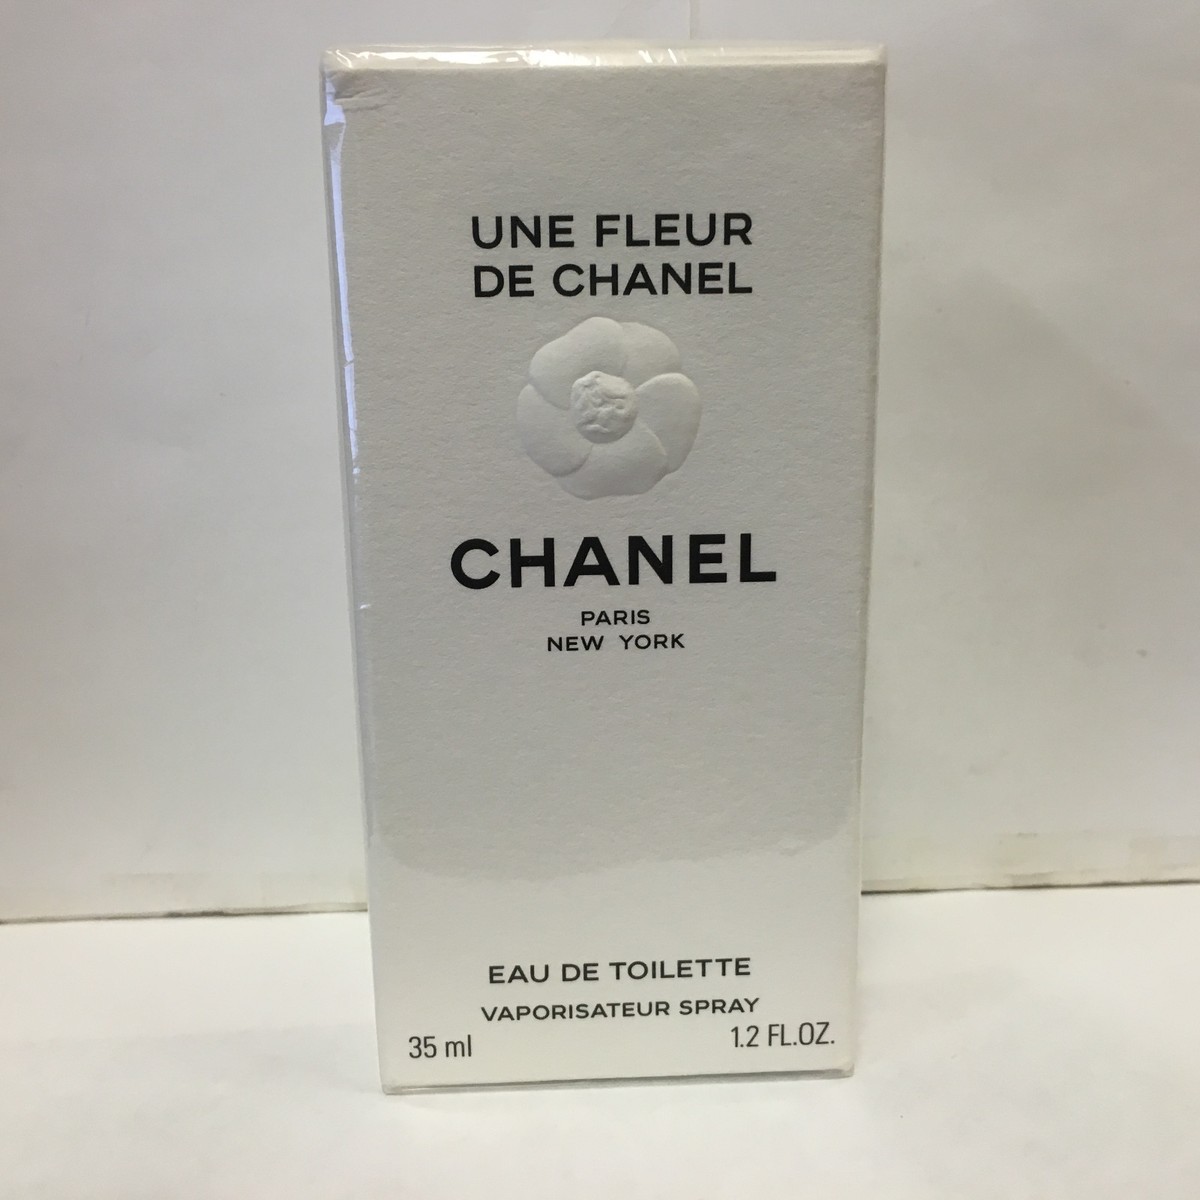 UNE FLEUR
DE CHANEL
CHANEL
PARIS
NEW YORK
EAU DE TOILETTE
VAPORISATEUR SPRAY
35 ml 1.2 FL.OZ.